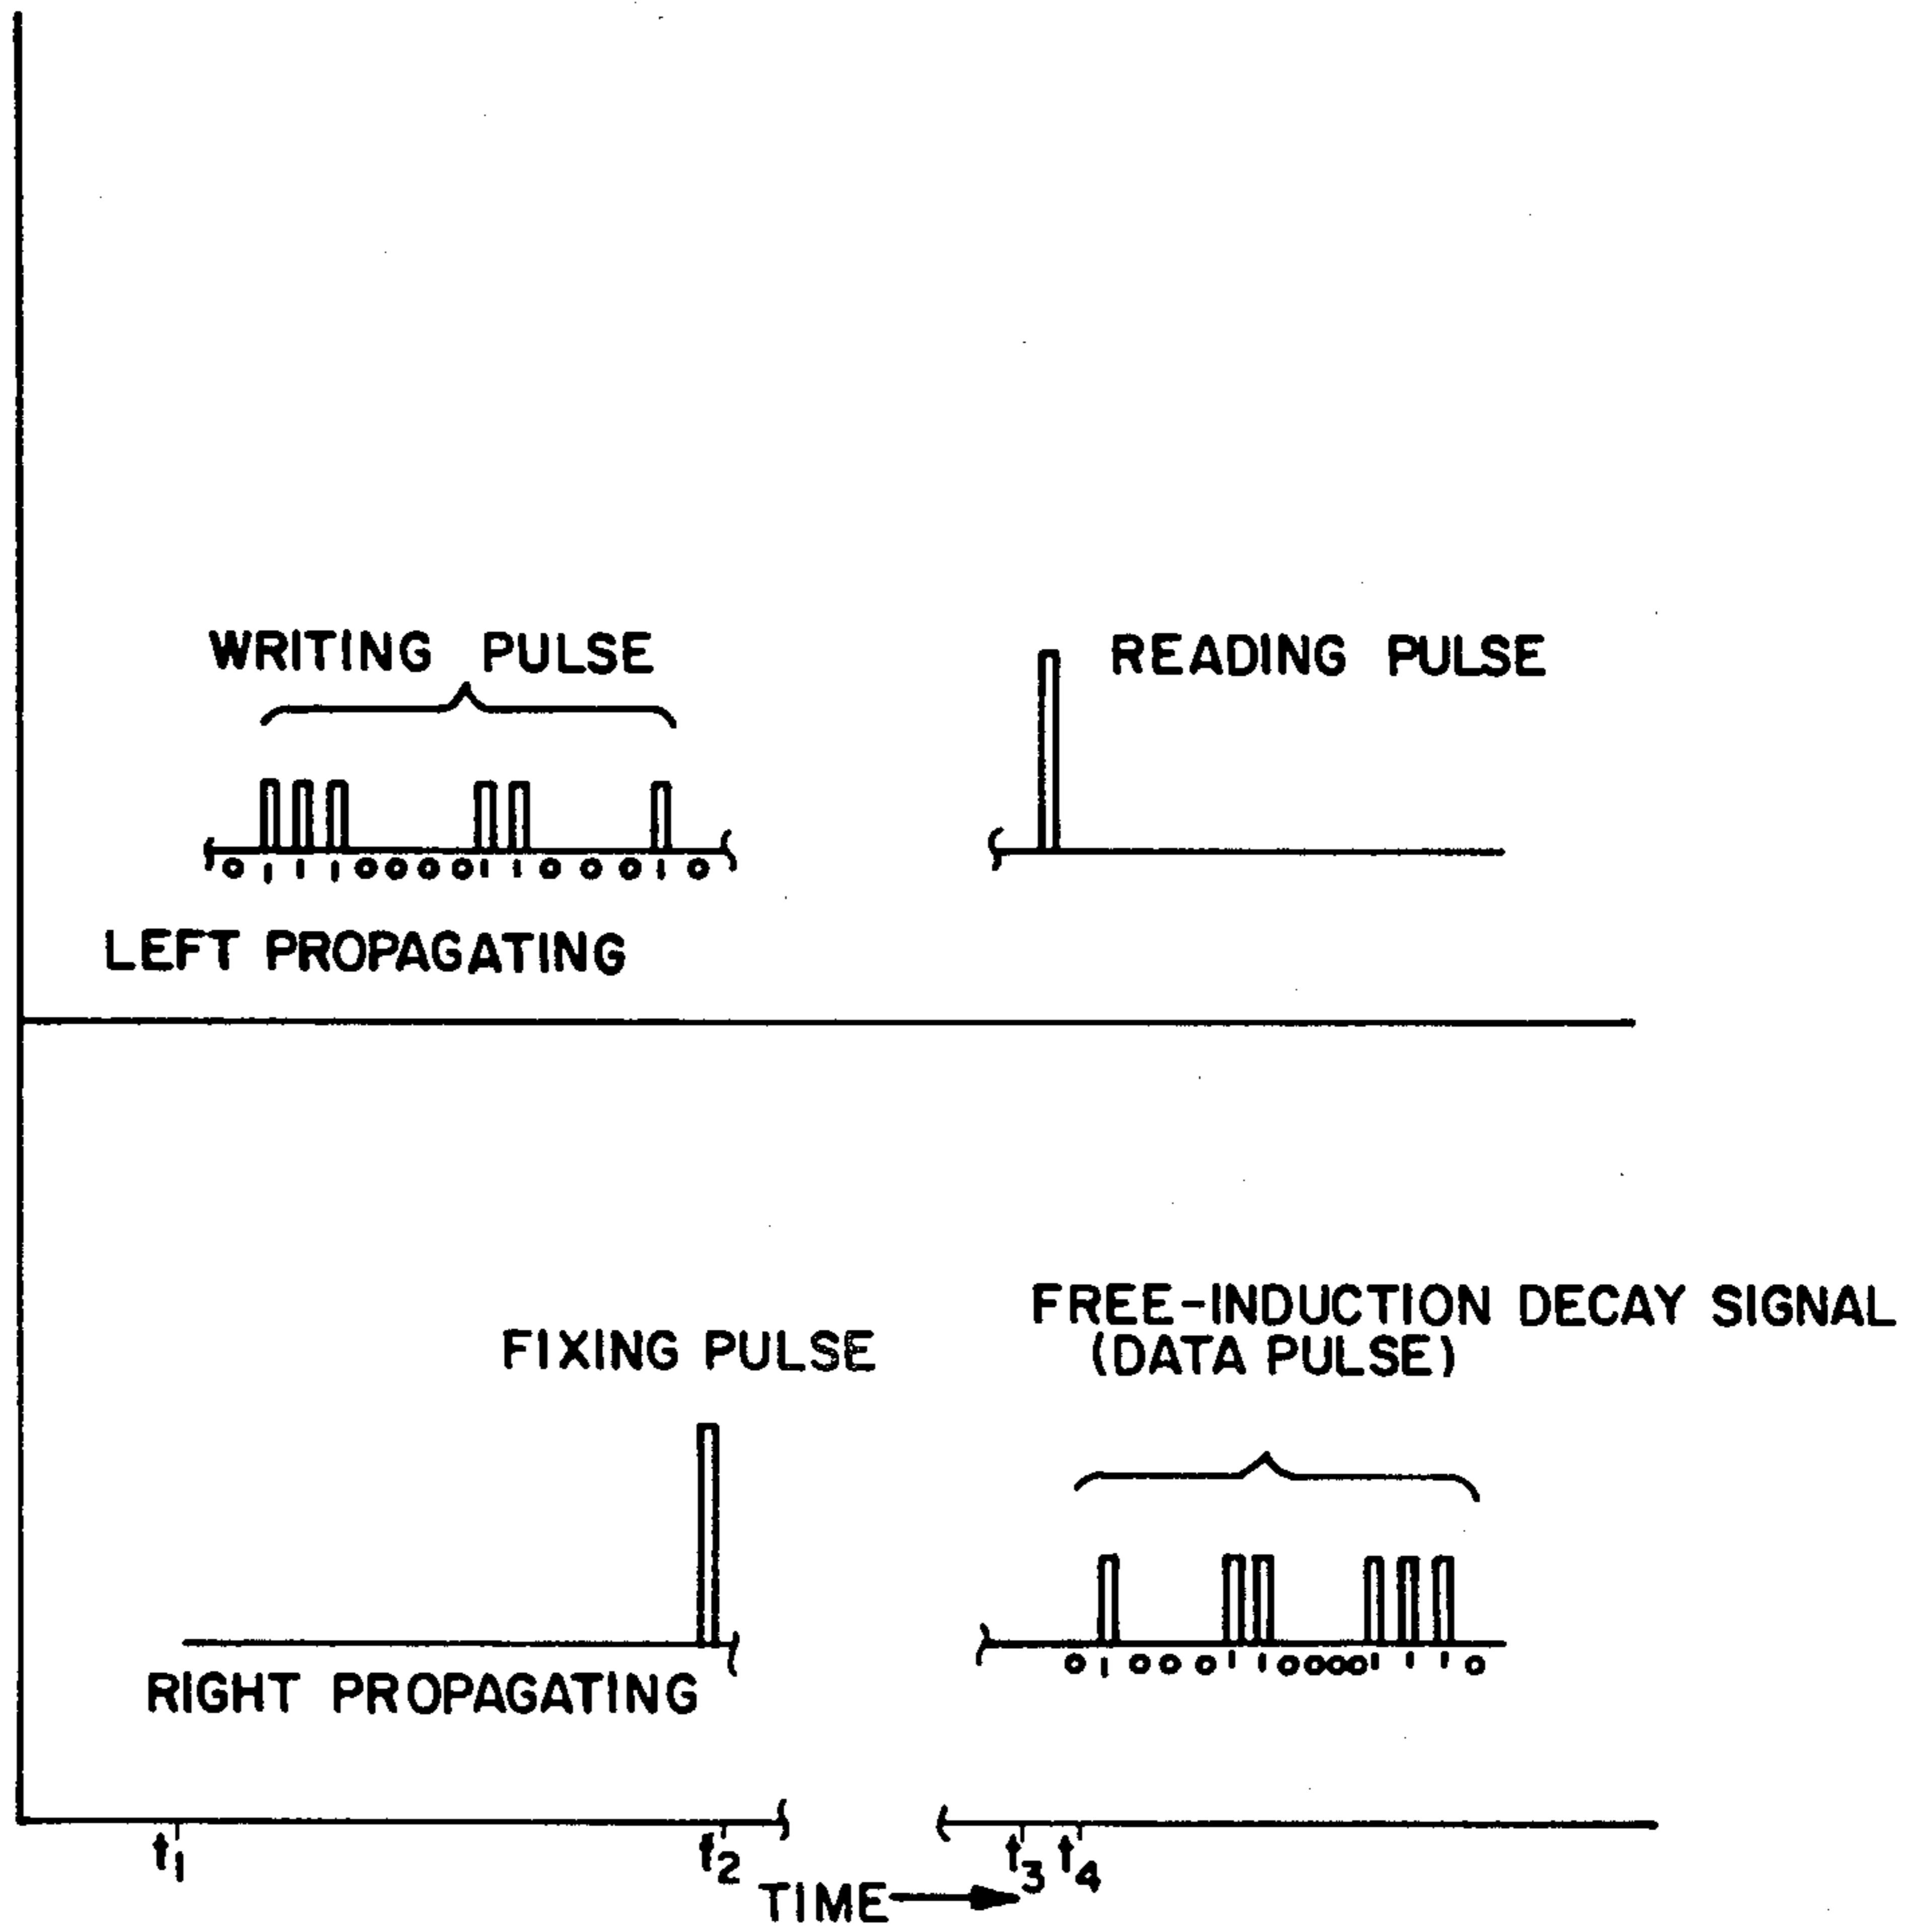 WRITING PULSE
READING PULSE
0 1 1 1 0 0 0 0 1 1 0 0 0 1 0
LEFT PROPAGATING
FREE-INDUCTION DECAY SIGNAL
(DATA PULSE)
FIXING PULSE
0 1 0 0 0 1 1 0 0 0 0 1 1 1 0
RIGHT PROPAGATING
t1 t2 t3 t4
TIME